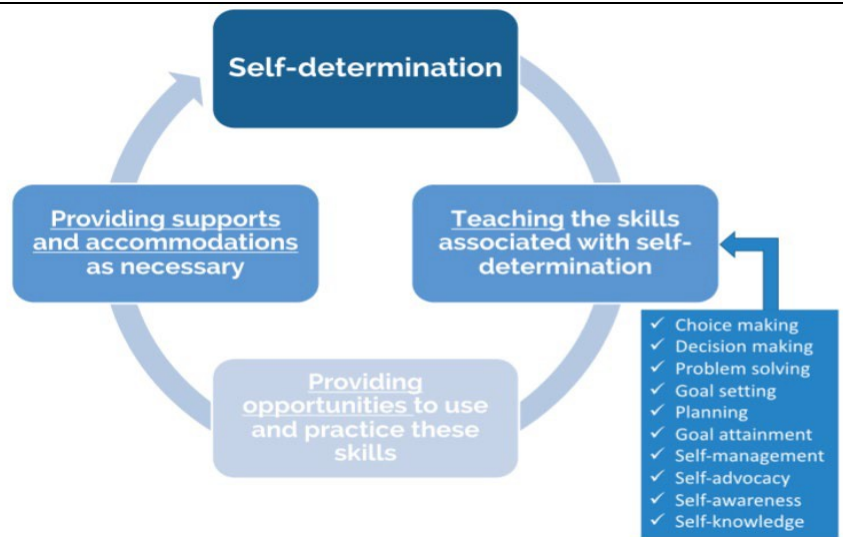 Self-determination
Providing supports
and accommodations
as necessary
Teaching the skills
associated with self-
determination
Providing
opportunities to use
and practice these
skills
✓ Choice making
✓ Decision making
✓ Problem solving
✓ Goal setting
✓ Planning
✓ Goal attainment
✓ Self-management
✓ Self-advocacy
✓ Self-awareness
✓ Self-knowledge